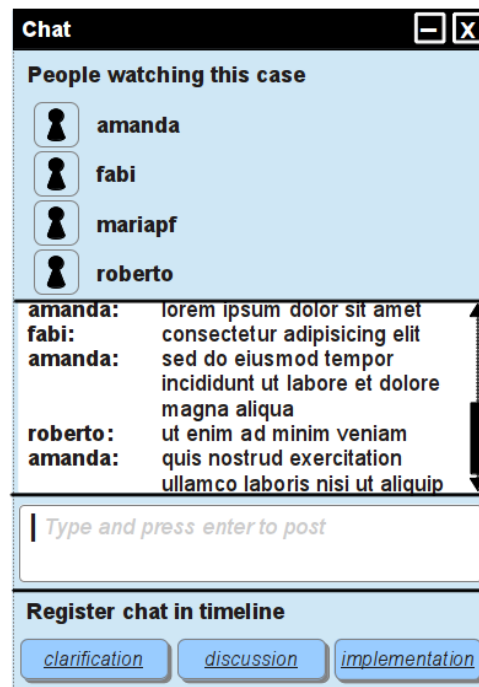 Chat
People watching this case
amanda
fabi
mariapf
roberto
amanda: lorem ipsum dolor sit amet
fabi: consectetur adipisicing elit
amanda: sed do eiusmod tempor
incididunt ut labore et dolore
magna aliqua
roberto: ut enim ad minim veniam
amanda: quis nostrud exercitation
ullamco laboris nisi ut aliquip
Type and press enter to post
Register chat in timeline
clarification discussion implementation